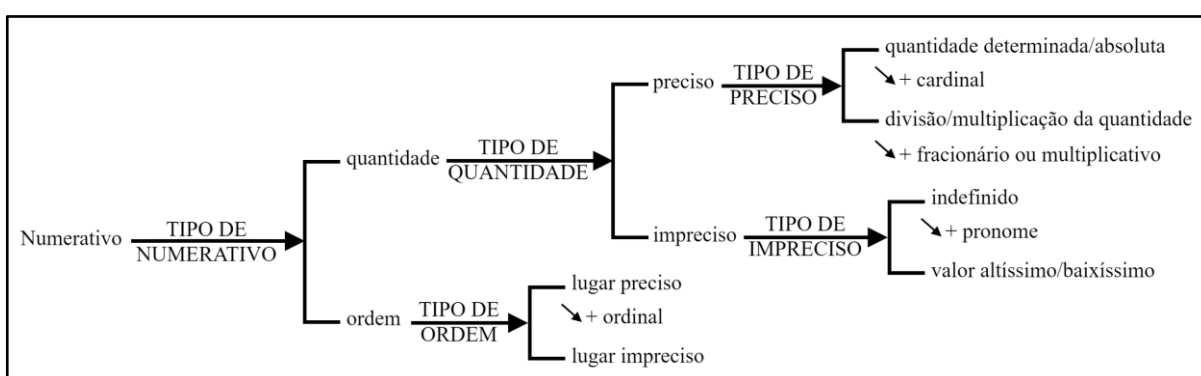 quantidade determinada/absoluta
preciso TIPO DE PRECISO
+ cardinal
divisão/multiplicação da quantidade
quantidade TIPO DE QUANTIDADE
+ fracionário ou multiplicativo
indefinido
Numerativo TIPO DE NUMERATIVO
impreciso TIPO DE IMPRECISO
+ pronome
valor altíssimo/baixíssimo
lugar preciso
ordem TIPO DE ORDEM
+ ordinal
lugar impreciso